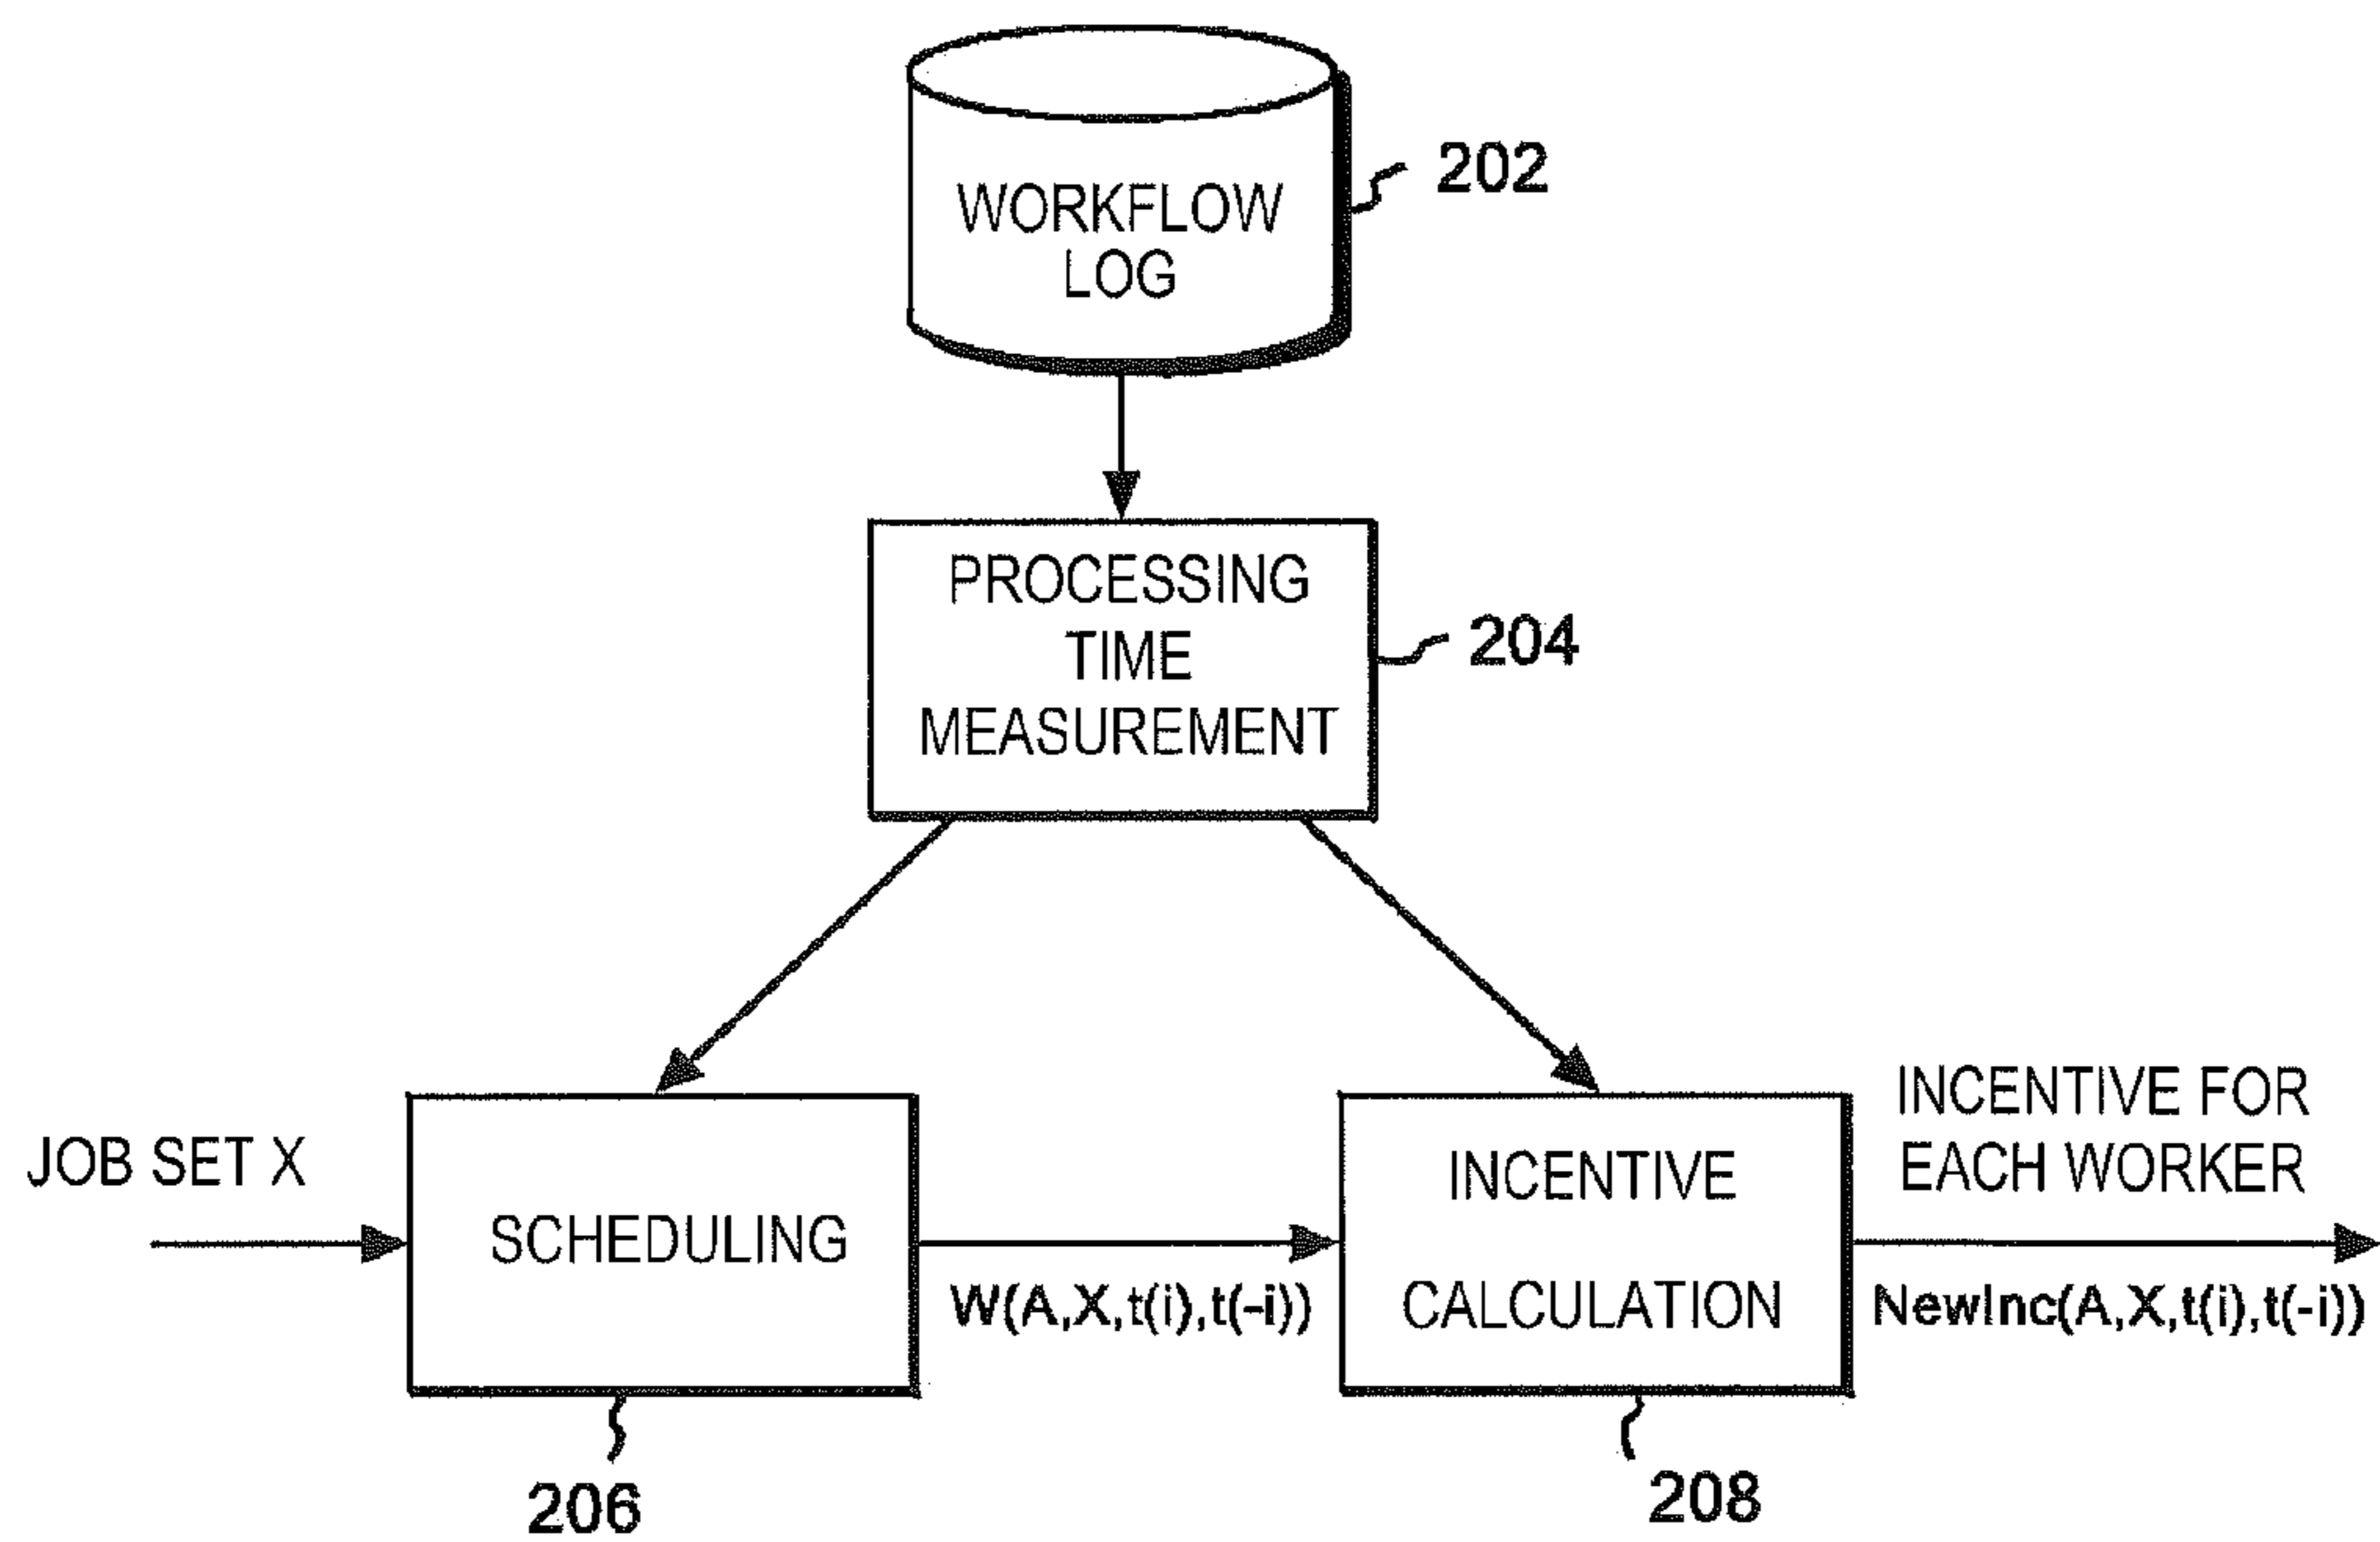 WORKFLOW
LOG
202
PROCESSING
TIME
MEASUREMENT
204
JOB SET X
SCHEDULING
206
W(A,X,t(i),t(-i))
INCENTIVE
CALCULATION
208
INCENTIVE FOR
EACH WORKER
NewInc(A,X,t(i),t(-i))